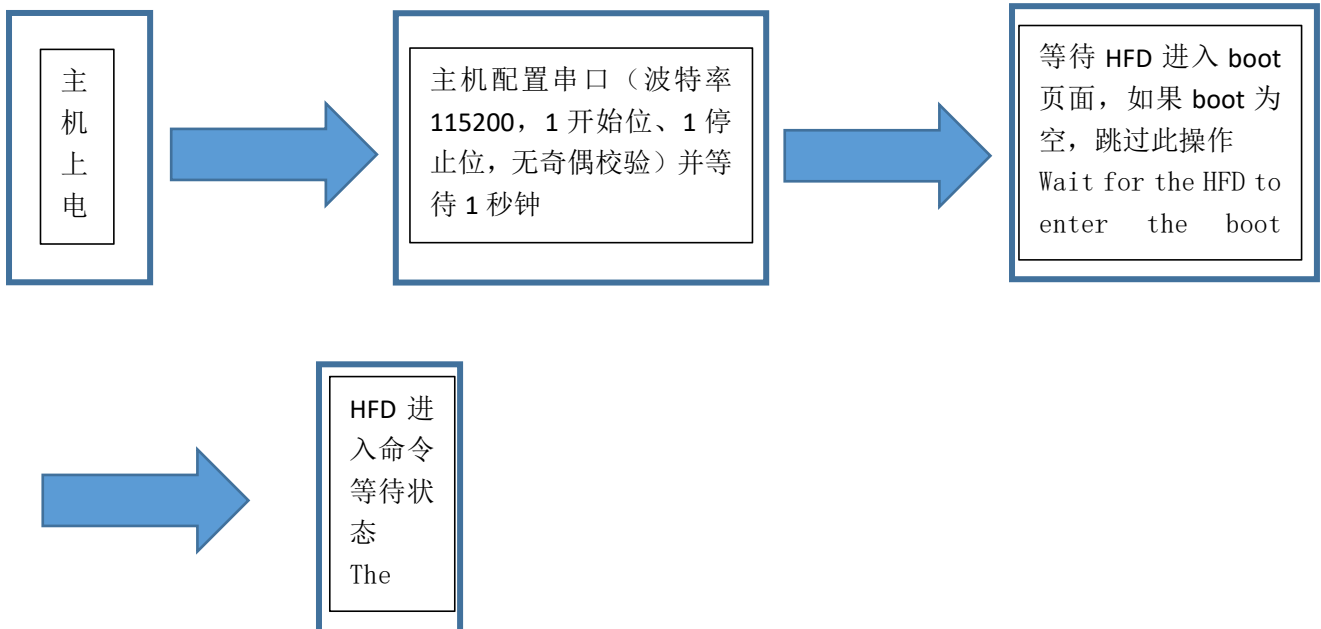 主
机
上
电
主机配置串口（波特率
115200，1 开始位、1 停
止位，无奇偶校验）并等
待 1 秒钟
等待 HFD 进入 boot
页面，如果 boot 为
空，跳过此操作
Wait for the HFD to
enter the boot
HFD 进
入命令
等待状
态
The